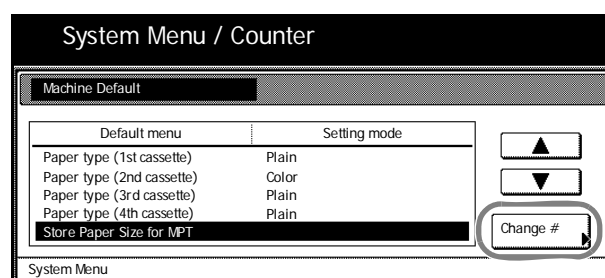 System Menu / Counter
Machine Default
Default menu Setting mode
Paper type (1st cassette) Plain
Paper type (2nd cassette) Color
Paper type (3rd cassette) Plain
Paper type (4th cassette) Plain
Store Paper Size for MPT
Change #
System Menu